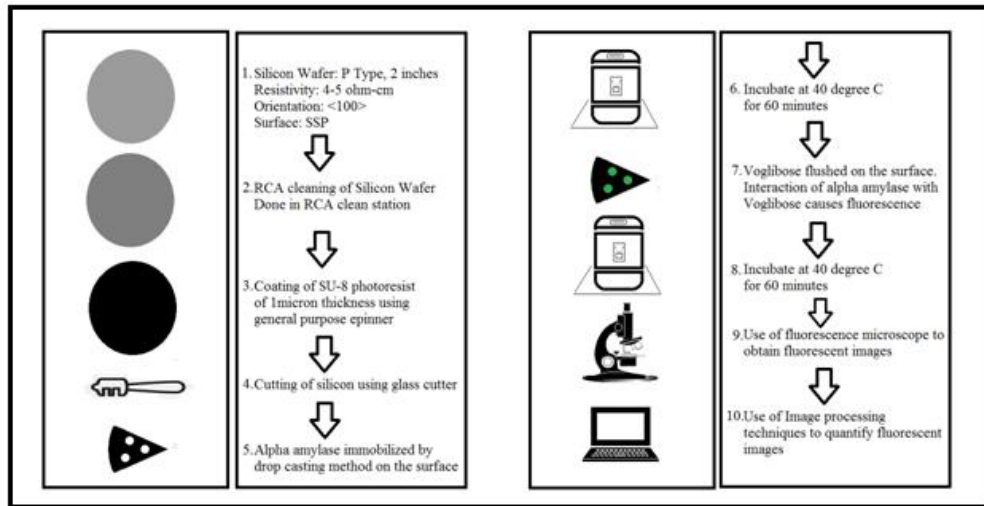 1. Silicon Wafer: P Type, 2 inches
Resistivity: 4-5 ohm-cm
Orientation: <100>
Surface: SSP
2. RCA cleaning of Silicon Wafer
Done in RCA clean station
3. Coating of SU-8 photoresist
of 1micron thickness using
general purpose epinner
4. Cutting of silicon using glass cutter
5. Alpha amylase immobilized by
drop casting method on the surface
6. Incubate at 40 degree C
for 60 minutes
7. Voglibose flushed on the surface.
Interaction of alpha amylase with
Voglibose causes fluorescence
8. Incubate at 40 degree C
for 60 minutes
9. Use of fluorescence microscope to
obtain fluorescent images
10. Use of Image processing
techniques to quantify fluorescent
images